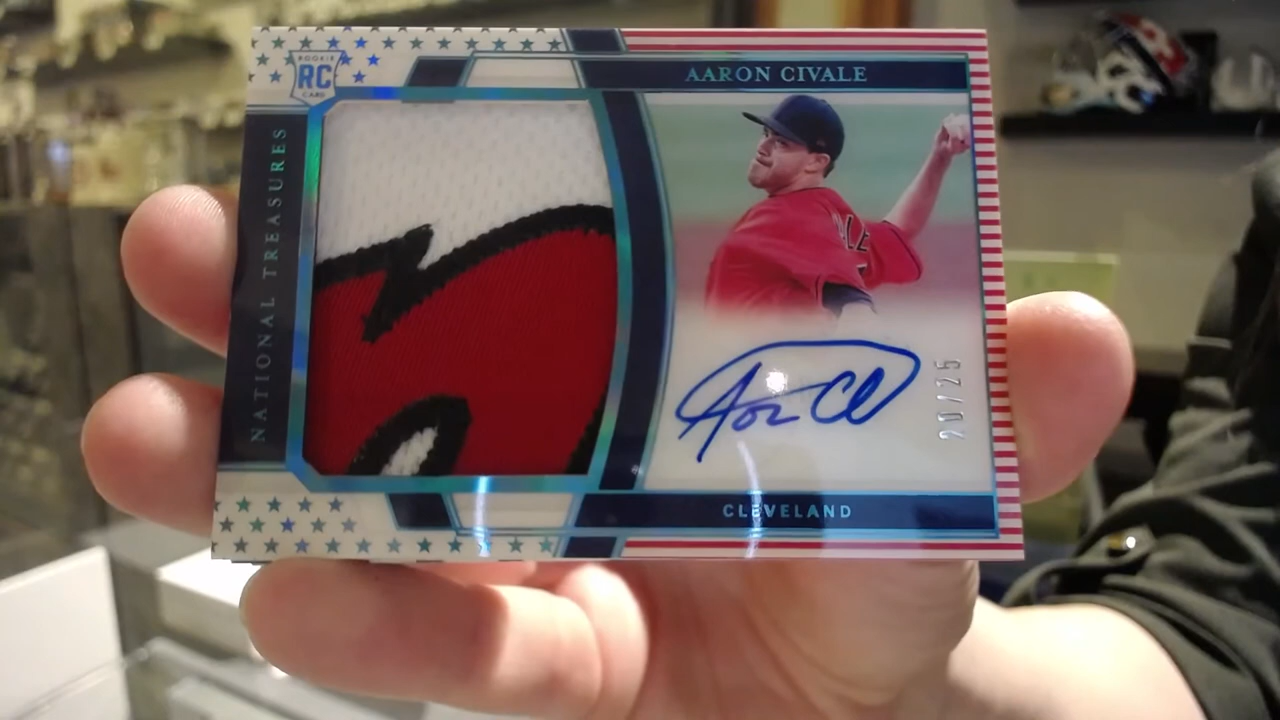 ROOKIE
RC
CARD
AARON CIVALE
NATIONAL TREASURES
20/25
CLEVELAND